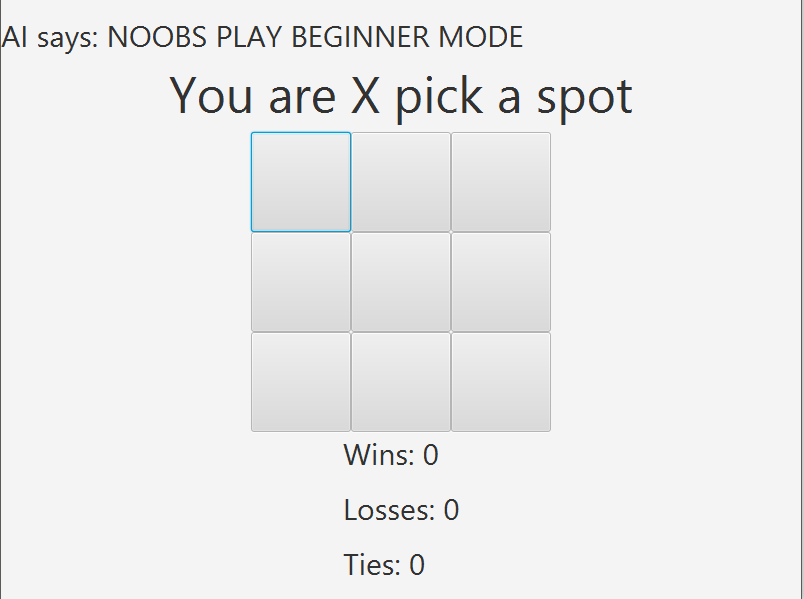 AI says: NOOBS PLAY BEGINNER MODE
You are X pick a spot
Wins: 0
Losses: 0
Ties: 0